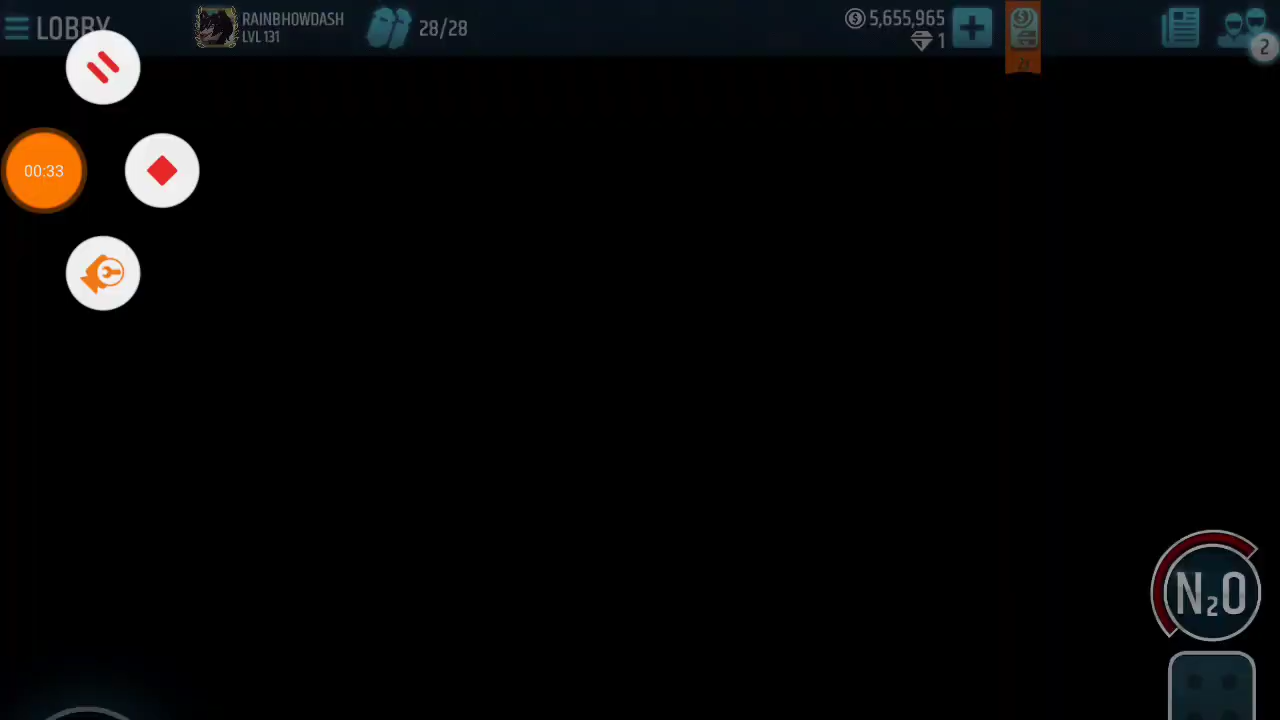 LOBBY
RAINBHOWDASH
LVL 131
28/28
5,655,965
1
2
00:33
N₂O